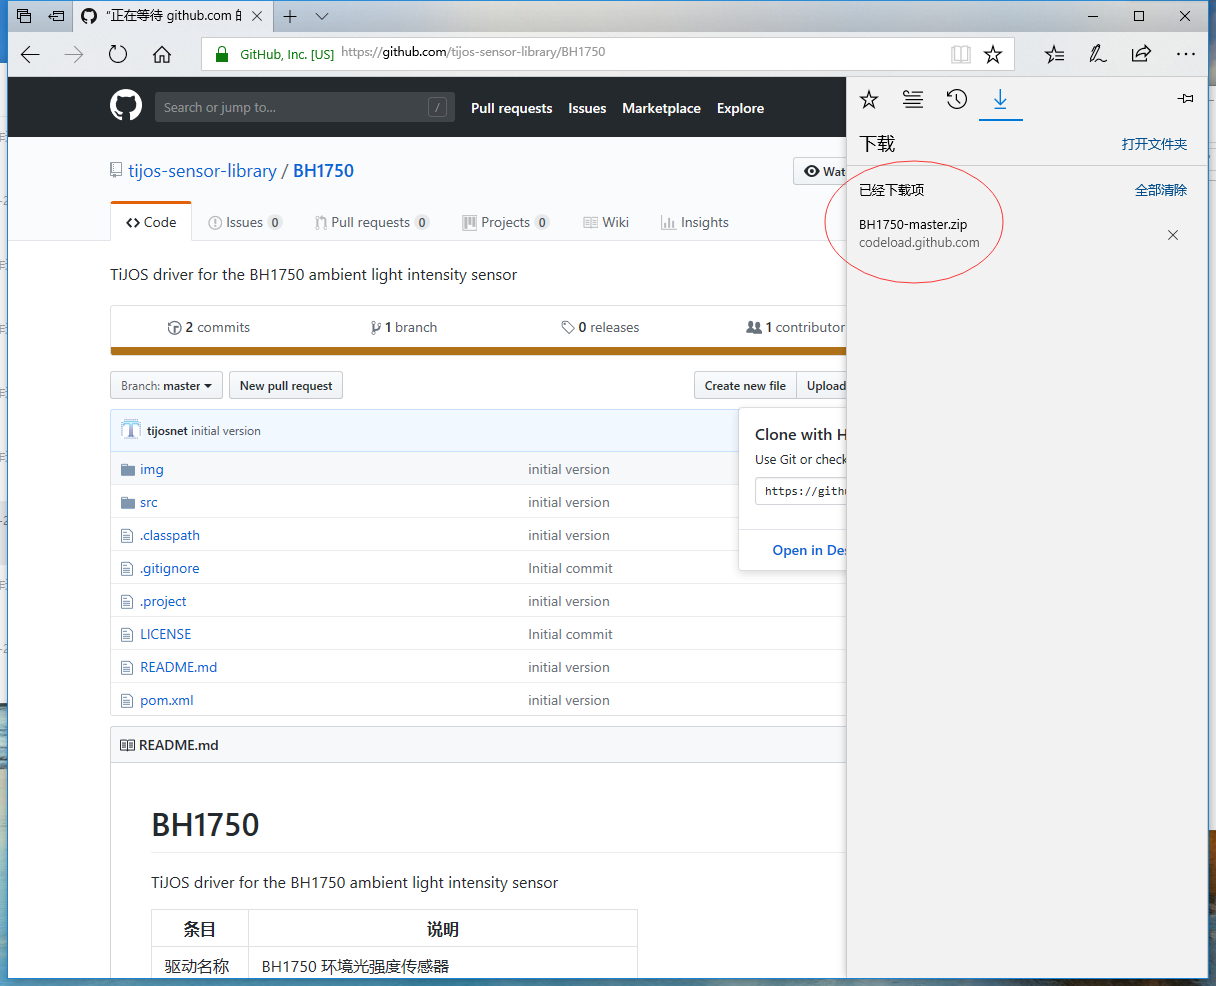 “正在等待 github.com 的
GitHub, Inc. [US] https://github.com/tijos-sensor-library/BH1750
Search or jump to... /
Pull requests Issues Marketplace Explore
下载 打开文件夹
已经下载项 全部清除
BH1750-master.zip
codeload.github.com
tijos-sensor-library / BH1750
Wat
Code Issues 0 Pull requests 0 Projects 0 Wiki Insights
TiJOS driver for the BH1750 ambient light intensity sensor
2 commits 1 branch 0 releases 1 contributor
Branch: master New pull request Create new file Upload
tijosnet initial version
Clone with H
Use Git or check
https://gith
Open in Des
img initial version
src initial version
.classpath initial version
.gitignore Initial commit
.project initial version
LICENSE Initial commit
README.md initial version
pom.xml initial version
README.md
BH1750
TiJOS driver for the BH1750 ambient light intensity sensor
条目 说明
驱动名称 BH1750 环境光强度传感器